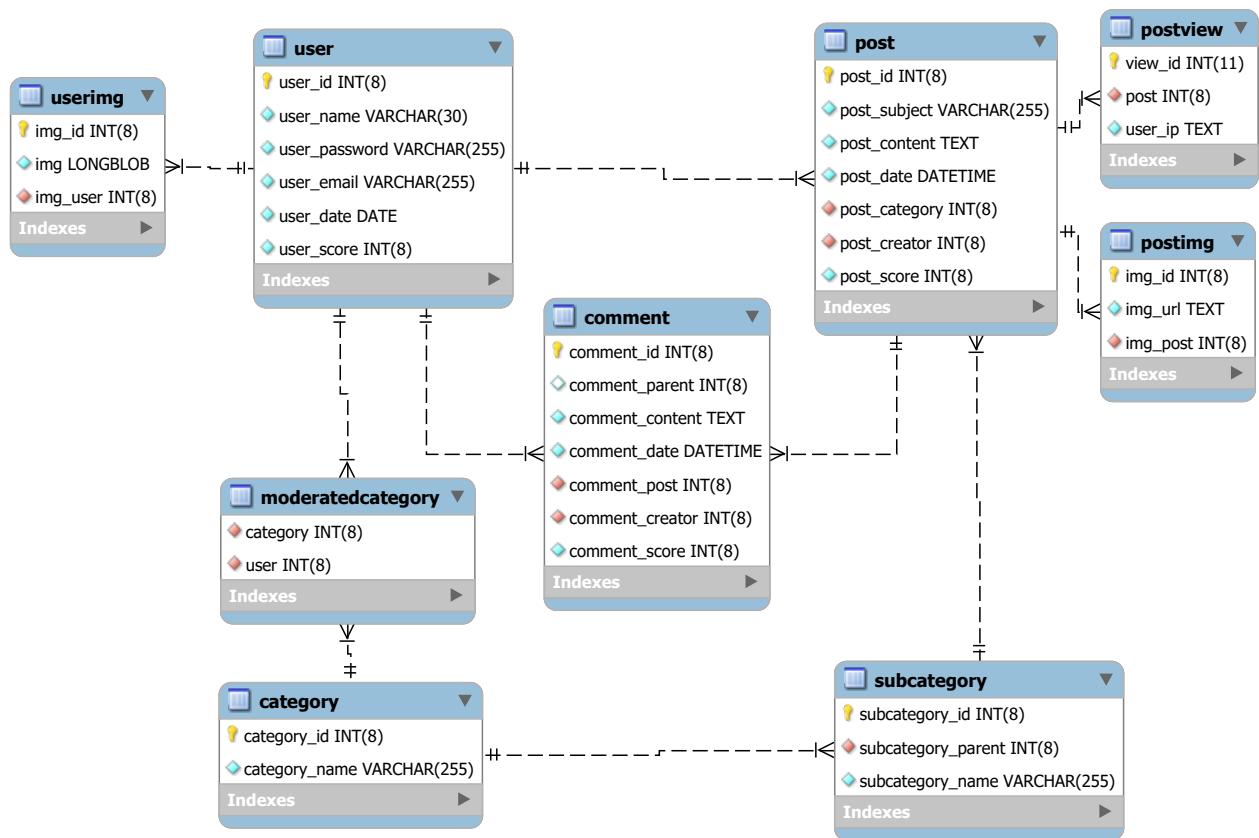 userimg
img_id INT(8)
img LONGBLOB
img_user INT(8)
Indexes
user
user_id INT(8)
user_name VARCHAR(30)
user_password VARCHAR(255)
user_email VARCHAR(255)
user_date DATE
user_score INT(8)
Indexes
post
post_id INT(8)
post_subject VARCHAR(255)
post_content TEXT
post_date DATETIME
post_category INT(8)
post_creator INT(8)
post_score INT(8)
Indexes
postview
view_id INT(11)
post INT(8)
user_ip TEXT
Indexes
postimg
img_id INT(8)
img_url TEXT
img_post INT(8)
Indexes
comment
comment_id INT(8)
comment_parent INT(8)
comment_content TEXT
comment_date DATETIME
comment_post INT(8)
comment_creator INT(8)
comment_score INT(8)
Indexes
moderatedcategory
category INT(8)
user INT(8)
Indexes
category
category_id INT(8)
category_name VARCHAR(255)
Indexes
subcategory
subcategory_id INT(8)
subcategory_parent INT(8)
subcategory_name VARCHAR(255)
Indexes